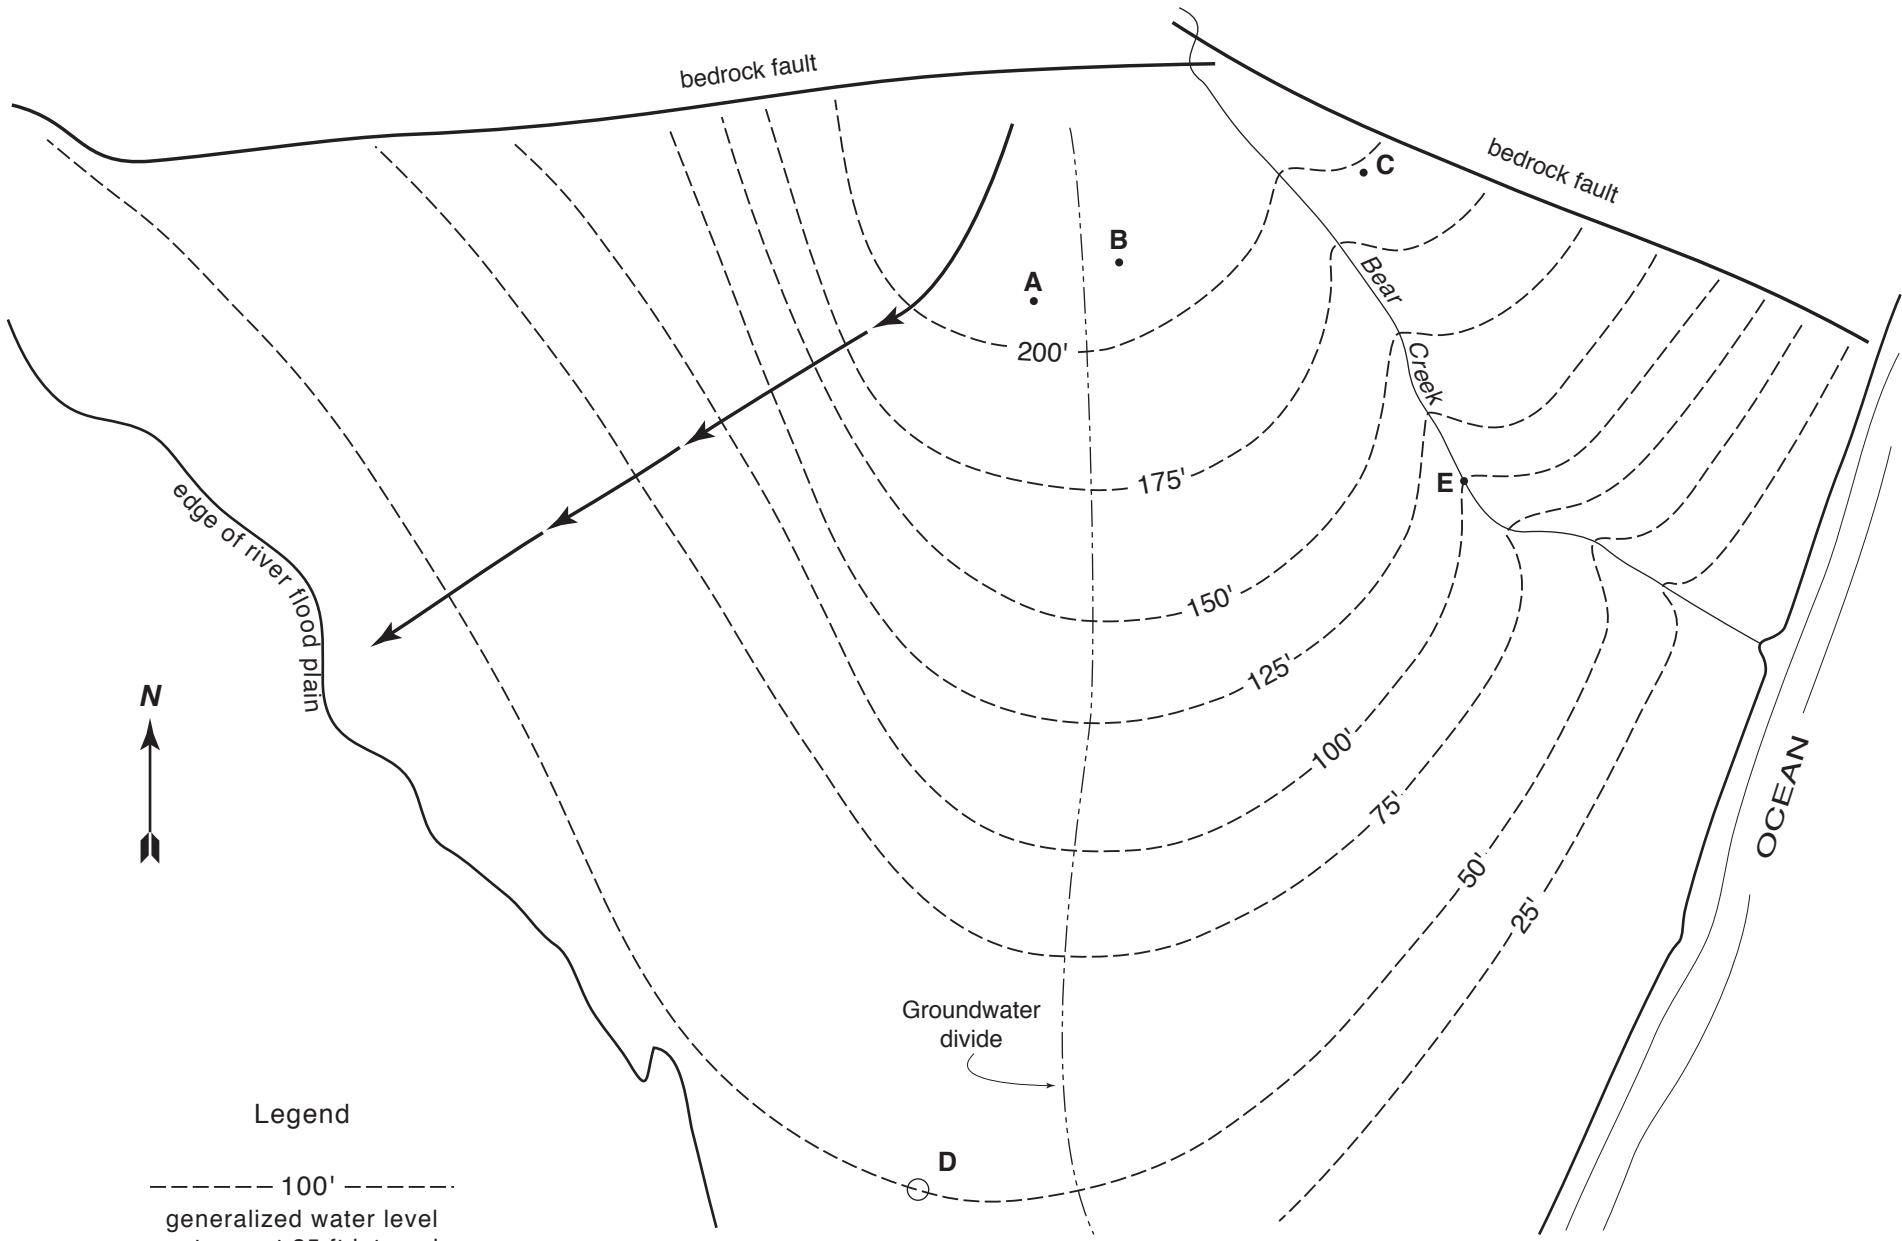 bedrock fault
bedrock fault
C
B
A
Bear
Creek
200'
175'
E
edge of river flood plain
150'
125'
N
100'
75'
OCEAN
50'
25'
Groundwater
divide
Legend
D
100'
generalized water level